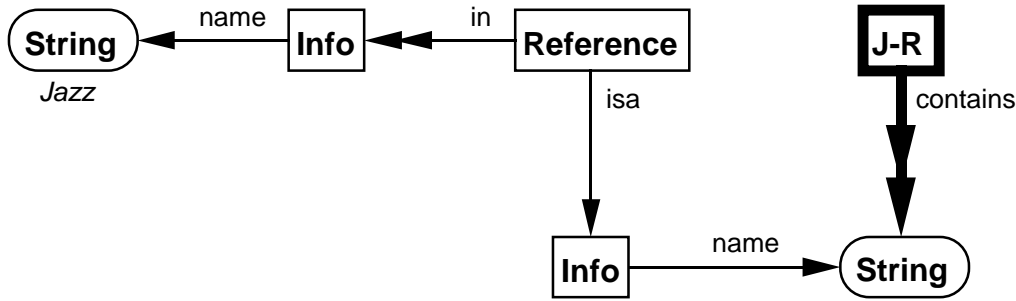 name
in
String
Info
Reference
J-R
Jazz
isa
contains
name
Info
String